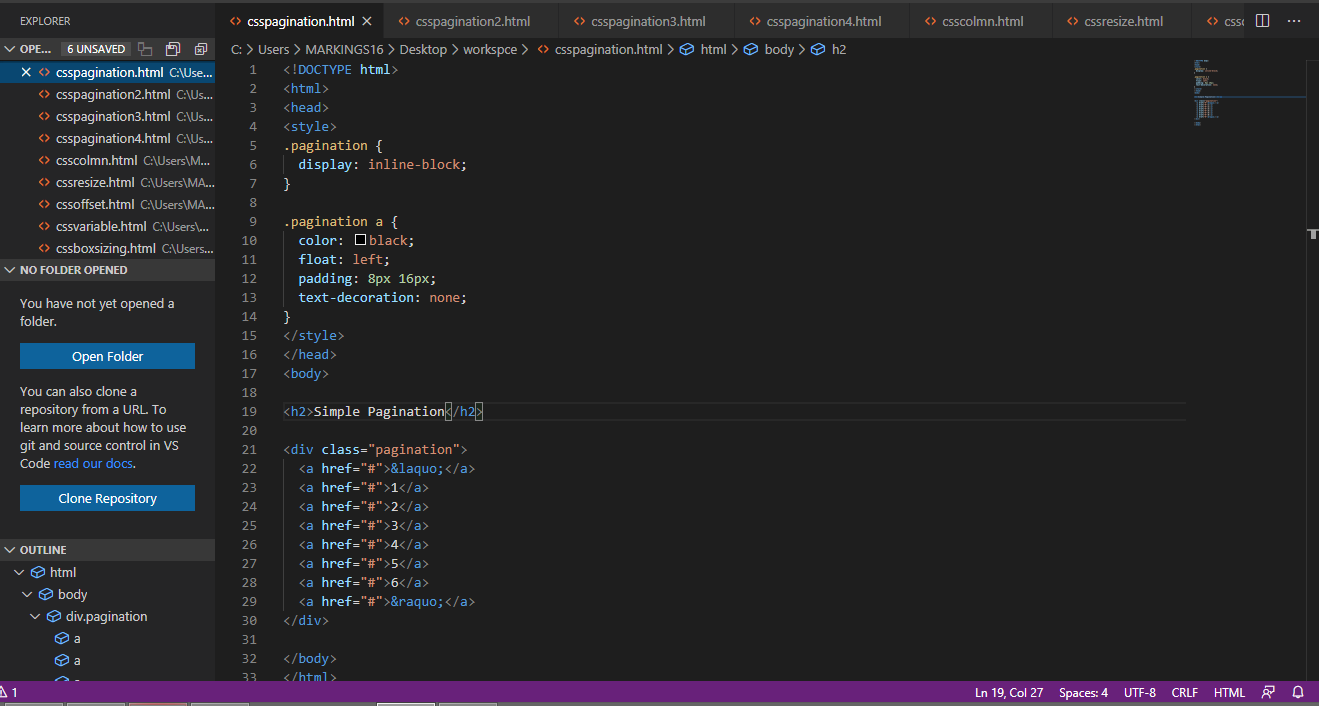 EXPLORER
csspagination.html
csspagination2.html
csspagination3.html
csspagination4.html
csscolmn.html
cssresize.html
OPE... 6 UNSAVED
C: > Users > MARKINGS16 > Desktop > workspce > csspagination.html > html > body > h2
csspagination.html C:\Use...
csspagination2.html C:\Us...
csspagination3.html C:\Us...
csspagination4.html C:\Us...
csscolmn.html C:\Users\M...
cssresize.html C:\Users\MA...
cssoffset.html C:\Users\MA...
cssvariable.html C:\Users\...
cssboxsizing.html C:\Users...
NO FOLDER OPENED
You have not yet opened a
folder.
Open Folder
You can also clone a
repository from a URL. To
learn more about how to use
git and source control in VS
Code read our docs.
Clone Repository
OUTLINE
html
body
div.pagination
a
a
1 <!DOCTYPE html>
2 <html>
3 <head>
4 <style>
5 .pagination {
6   display: inline-block;
7 }
8
9 .pagination a {
10   color: black;
11   float: left;
12   padding: 8px 16px;
13   text-decoration: none;
14 }
15 </style>
16 </head>
17 <body>
18
19 <h2>Simple Pagination</h2>
20
21 <div class="pagination">
22   <a href="#">&laquo;</a>
23   <a href="#">1</a>
24   <a href="#">2</a>
25   <a href="#">3</a>
26   <a href="#">4</a>
27   <a href="#">5</a>
28   <a href="#">6</a>
29   <a href="#">&raquo;</a>
30 </div>
31
32 </body>
33 </html>
1
Ln 19, Col 27 Spaces: 4 UTF-8 CRLF HTML